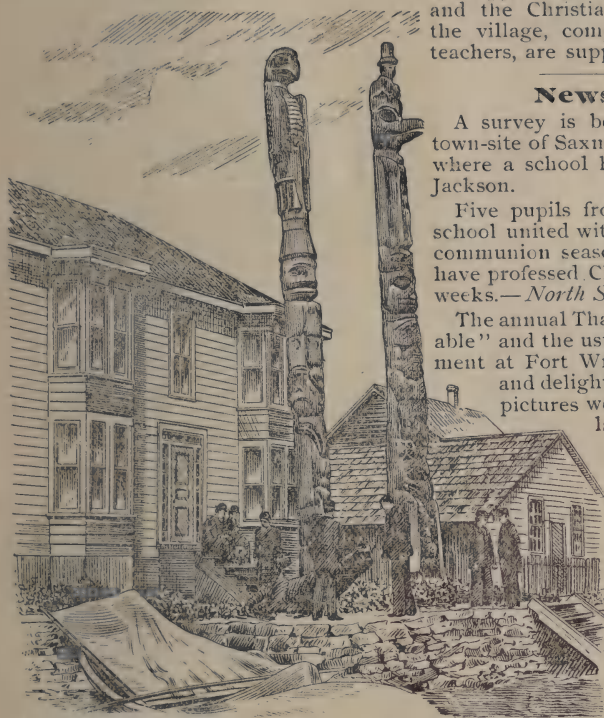 and the Christia
the village, com
teachers, are supp
News
A survey is be
town-site of Saxm
where a school h
Jackson.
Five pupils fro
school united wit
communion seaso
have professed C
weeks.—North S
The annual Tha
able" and the usu
ment at Fort Wr
and delight
pictures we
la